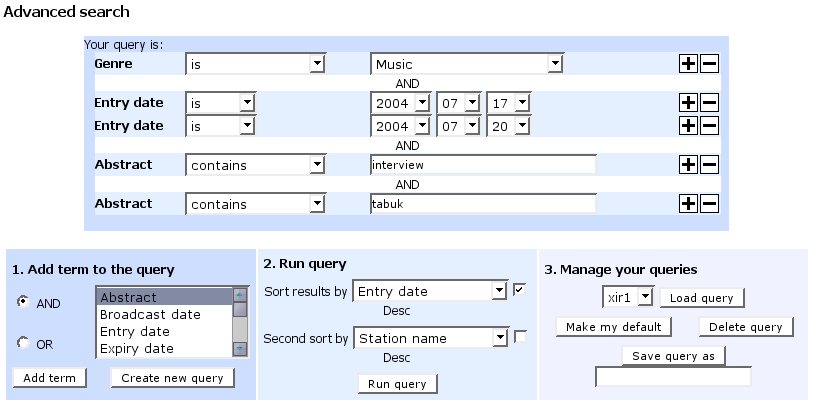 Advanced search
Your query is:
Genre is Music
AND
Entry date is 2004 07 17
Entry date is 2004 07 20
AND
Abstract contains interview
AND
Abstract contains tabuk
1. Add term to the query
AND
OR
Abstract
Broadcast date
Entry date
Expiry date
Add term Create new query
2. Run query
Sort results by Entry date
Desc
Second sort by Station name
Desc
Run query
3. Manage your queries
xir1 Load query
Make my default Delete query
Save query as